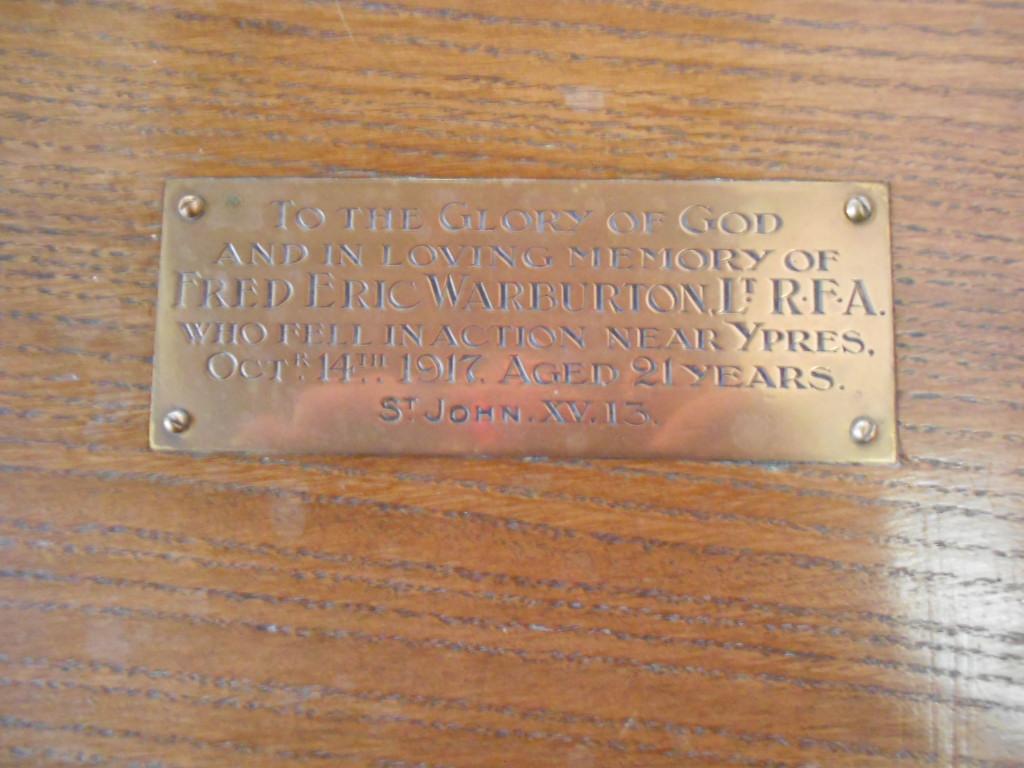 TO THE GLORY OF GOD
AND IN LOVING MEMORY OF
FRED ERIC WARBURTON, LT. R.F.A.
WHO FELL IN ACTION NEAR YPRES,
OCTR. 14TH. 1917. AGED 21 YEARS.
ST JOHN. XV. 13.